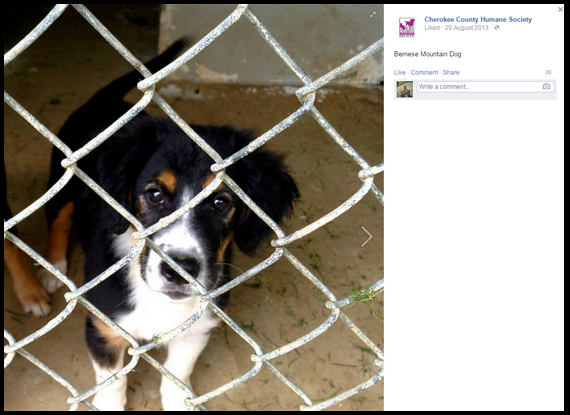 Cherokee County Humane Society
Liked · 20 August 2013 ·
Bernese Mountain Dog
Like · Comment · Share
Write a comment...